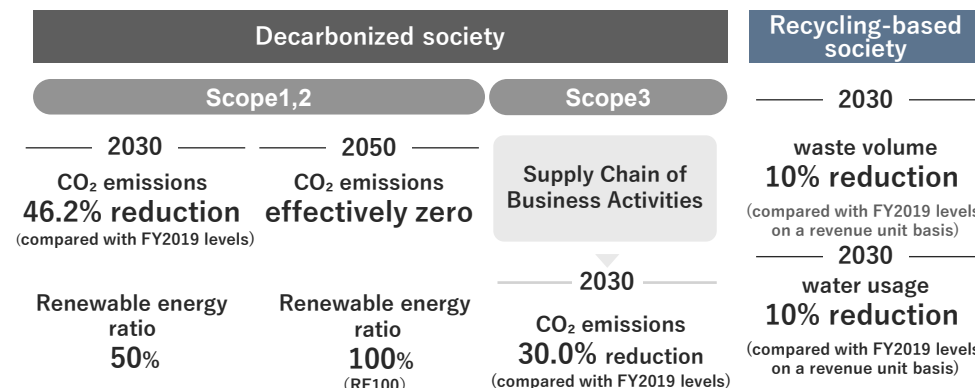 Decarbonized society
Scope1,2
2030
CO₂ emissions
46.2% reduction
(compared with FY2019 levels)
Renewable energy
ratio
50%
2050
CO₂ emissions
effectively zero
Renewable energy
ratio
100%
(RE100)
Scope3
Supply Chain of
Business Activities
2030
CO₂ emissions
30.0% reduction
(compared with FY2019 levels)
Recycling-based
society
2030
waste volume
10% reduction
(compared with FY2019 levels
on a revenue unit basis)
2030
water usage
10% reduction
(compared with FY2019 levels
on a revenue unit basis)